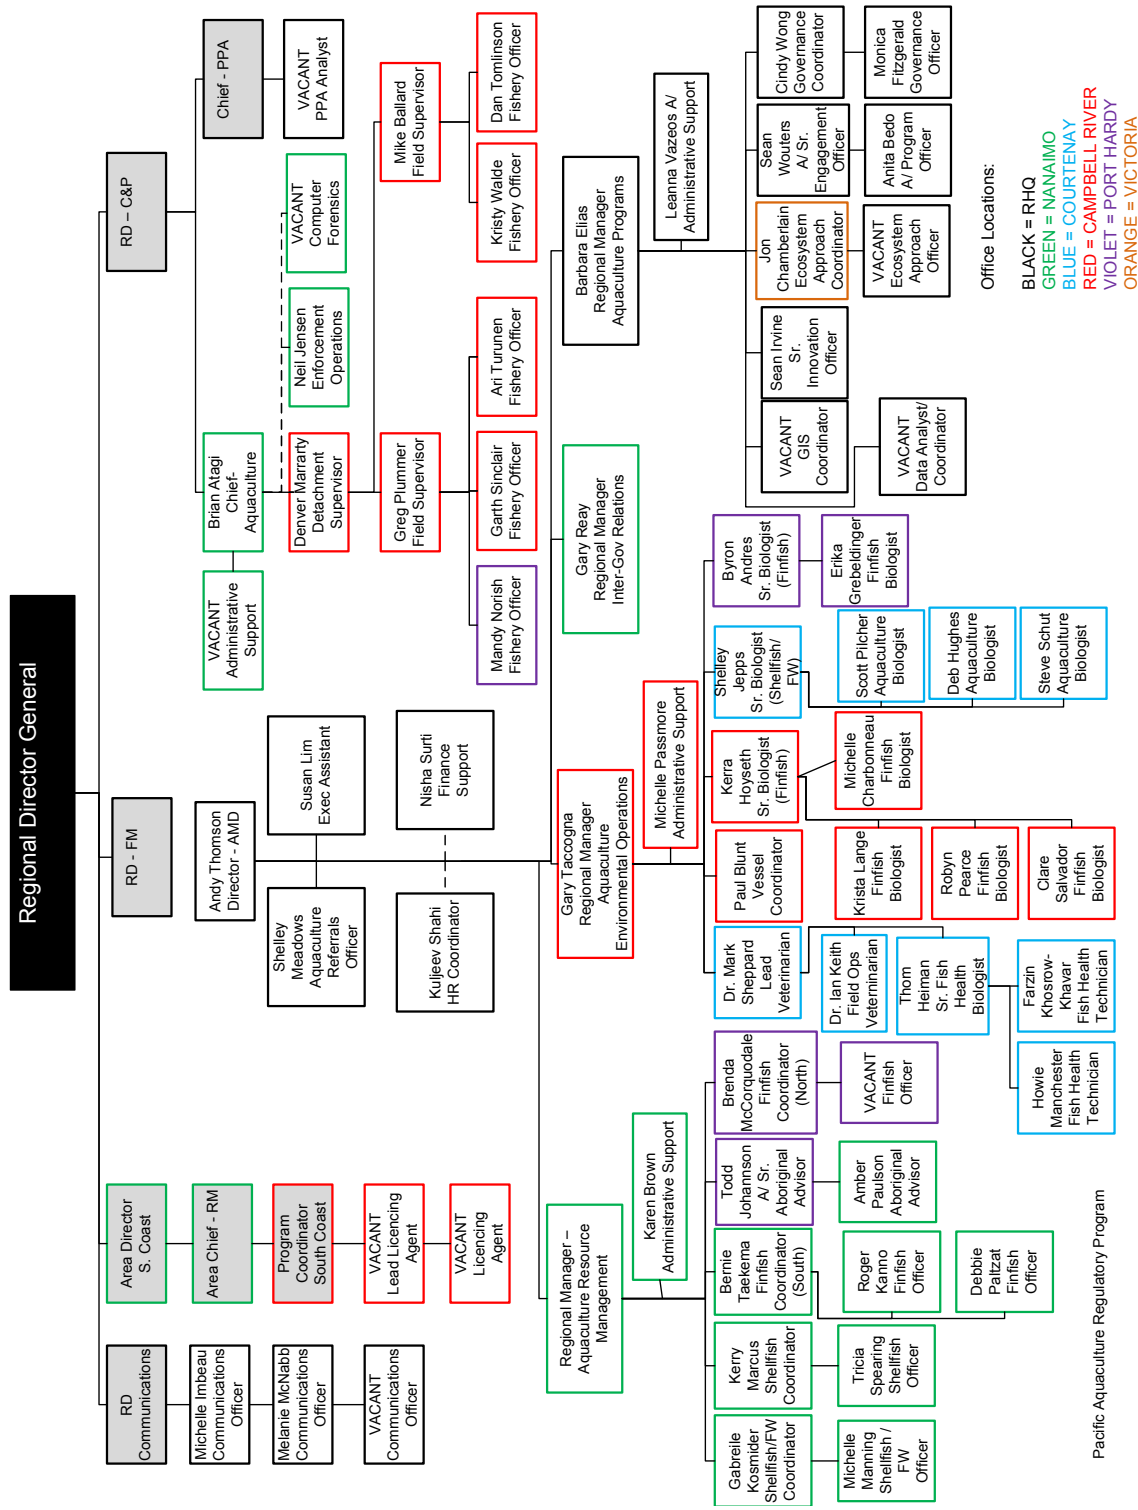 Regional Director General
RD
Communications
Michelle Imbeau
Communications
Officer
Melanie McNabb
Communications
Officer
VACANT
Communications
Officer
Area Director
S. Coast
Area Chief - RM
Program
Coordinator
South Coast
VACANT
Lead Licencing
Agent
VACANT
Licencing
Agent
RD - FM
Andy Thomson
Director - AMD
Shelley
Meadows
Aquaculture
Referrals
Officer
Susan Lim
Exec Assistant
Kuljeev Shahi
HR Coordinator
Nisha Surti
Finance
Support
RD – C&P
Brian Atagi
Chief-
Aquaculture
VACANT
Administrative
Support
Chief - PPA
VACANT
PPA Analyst
Denver Marrarty
Detachment
Supervisor
Neil Jensen
Enforcement
Operations
VACANT
Computer
Forensics
Greg Plummer
Field Supervisor
Mike Ballard
Field Supervisor
Mandy Norish
Fishery Officer
Garth Sinclair
Fishery Officer
Ari Turunen
Fishery Officer
Kristy Walde
Fishery Officer
Dan Tomlinson
Fishery Officer
Regional Manager –
Aquaculture Resource
Management
Karen Brown
Administrative Support
Gabreile
Kosmider
Shellfish/FW
Coordinator
Michelle
Manning
Shellfish /
FW
Officer
Kerry
Marcus
Shellfish
Coordinator
Tricia
Spearing
Shellfish
Officer
Bernie
Taekema
Finfish
Coordinator
(South)
Roger
Kanno
Finfish
Officer
Debbie
Paltzat
Finfish
Officer
Todd
Johannson
A/ Sr.
Aboriginal
Advisor
Amber
Paulson
Aboriginal
Advisor
Brenda
McCorquodale
Finfish
Coordinator
(North)
VACANT
Finfish
Officer
Gary Taccogna
Regional Manager
Aquaculture
Environmental Operations
Michelle Passmore
Administrative Support
Dr. Mark
Sheppard
Lead
Veterinarian
Dr. Ian Keith
Field Ops
Veterninarian
Thom
Heiman
Sr. Fish
Health
Biologist
Howie
Manchester
Fish Health
Technician
Farzin
Khosrow-
Khavar
Fish Health
Technician
Paul Blunt
Vessel
Coordinator
Kerra
Hoyseth
Sr. Biologist
(Finfish)
Krista Lange
Finfish
Biologist
Robyn
Pearce
Finfish
Biologist
Clare
Salvador
Finfish
Biologist
Michelle
Charbonneau
Finfish
Biologist
Shelley
Jepps
Sr. Biologist
(Shellfish/
FW)
Scott Pilcher
Aquaculture
Biologist
Deb Hughes
Aquaculture
Biologist
Steve Schut
Aquaculture
Biologist
Byron
Andres
Sr. Biologist
(Finfish)
Erika
Grebeldinger
Finfish
Biologist
Gary Reay
Regional Manager
Inter-Gov Relations
Barbara Elias
Regional Manager
Aquaculture Programs
Leanna Vazeos A/
Administrative Support
VACANT
GIS
Coordinator
VACANT
Data Analyst/
Coordinator
Sean Irvine
Sr.
Innovation
Officer
Jon
Chamberlain
Ecosystem
Approach
Coordinator
VACANT
Ecosystem
Approach
Officer
Sean
Wouters
A/ Sr.
Engagement
Officer
Anita Bedo
A/ Program
Officer
Cindy Wong
Governance
Coordinator
Monica
Fitzgerald
Governance
Officer
Office Locations:
BLACK = RHQ
GREEN = NANAIMO
BLUE = COURTENAY
RED = CAMPBELL RIVER
VIOLET = PORT HARDY
ORANGE = VICTORIA
Pacific Aquaculture Regulatory Program